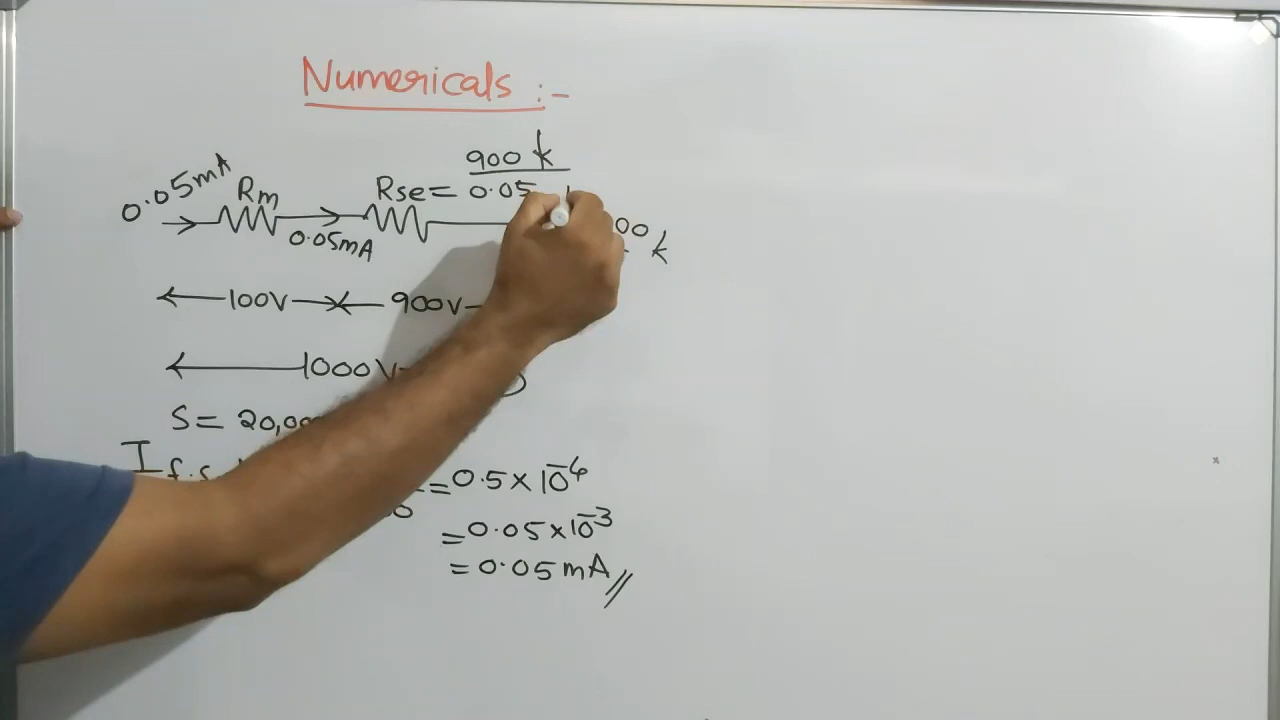 Numericals :-
900 k
0.05mA Rm Rse = 0.05
0.05mA 00 k
100V 900V
1000V
S = 20,00
I f.s
= 0.5 × 10⁻⁴
= 0.05 × 10⁻³
= 0.05 mA //